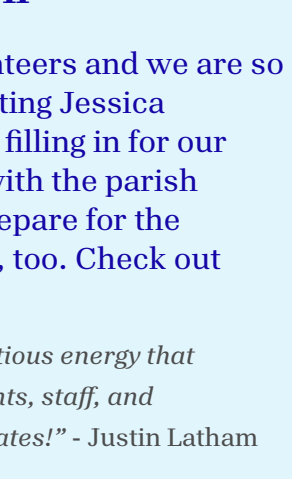 nteers and we are so
ting Jessica
filling in for our
with the parish
epare for the
, too. Check out
tious energy that
nts, staff, and
ates!” - Justin Latham